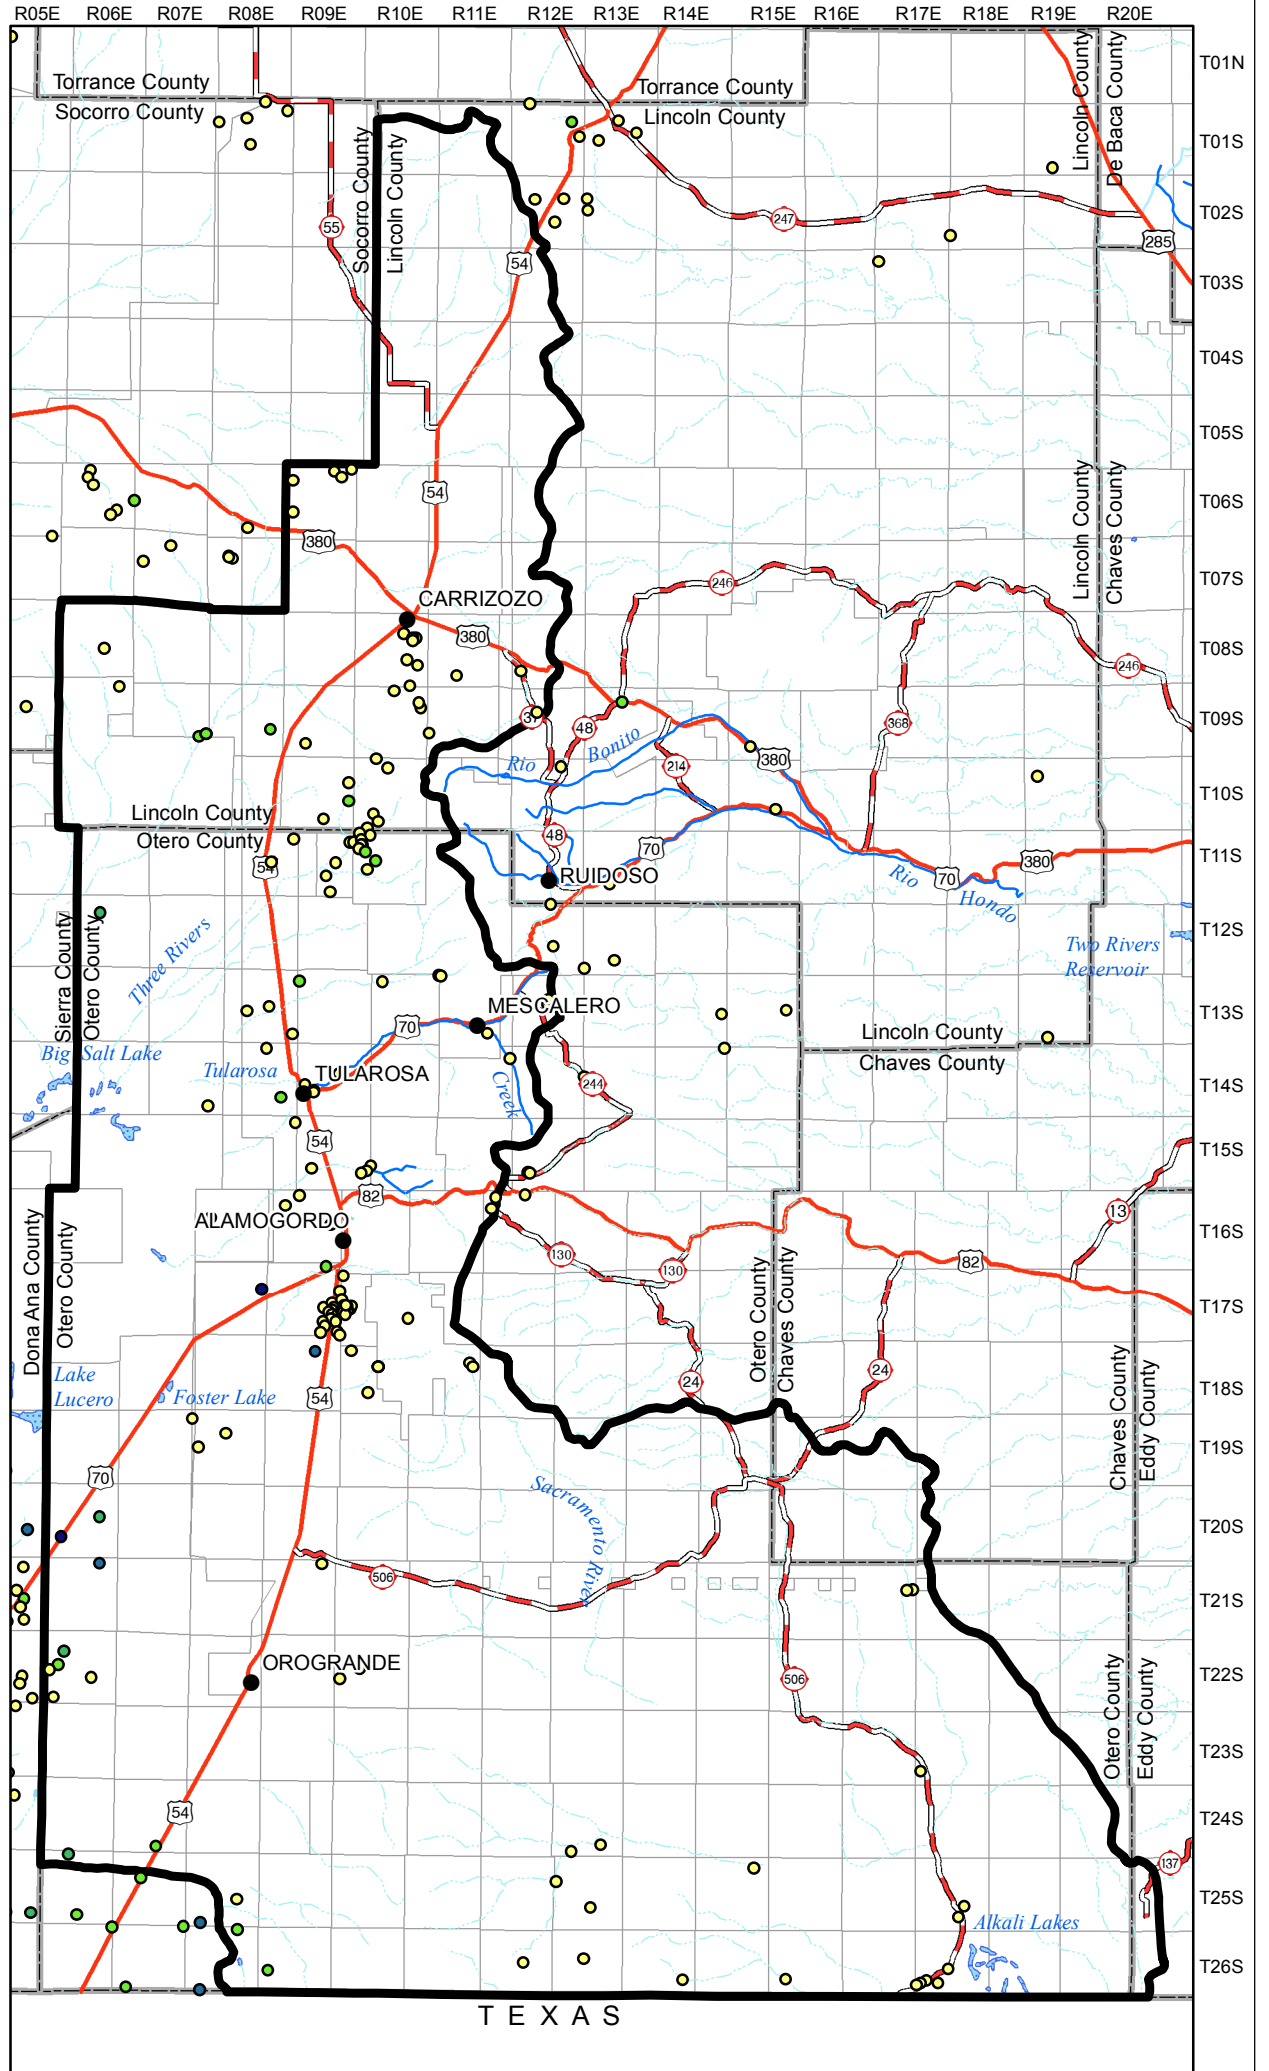 R05E R06E R07E R08E R09E R10E R11E R12E R13E R14E R15E R16E R17E R18E R19E R20E
T01N
Torrance County
Socorro County
Torrance County
Lincoln County
Lincoln County
De Baca County
T01S
Socorro County
Lincoln County
T02S
55
247
285
54
T03S
T04S
T05S
54
T06S
Lincoln County
Chaves County
380
T07S
246
CARRIZOZO
380
T08S
246
37
48
T09S
368
Rio Bonito
214
380
T10S
Lincoln County
Otero County
48
70
T11S
54
380
RUIDOSO
70
Rio Hondo
T12S
Three Rivers
Sierra County
Otero County
Two Rivers
Reservoir
MESCALERO
T13S
70
Lincoln County
Chaves County
Big Salt Lake
Tularosa
TULAROSA
Creek
244
T14S
54
T15S
82
13
ALAMOGORDO
T16S
Dona Ana County
Otero County
130
130
82
Otero County
Chaves County
T17S
Lake
Lucero
Foster Lake
54
24
24
T18S
Chaves County
Eddy County
T19S
70
Sacramento River
T20S
506
T21S
OROGRANDE
506
T22S
Otero County
Eddy County
T23S
54
T24S
137
T25S
Alkali Lakes
T26S
TEXAS